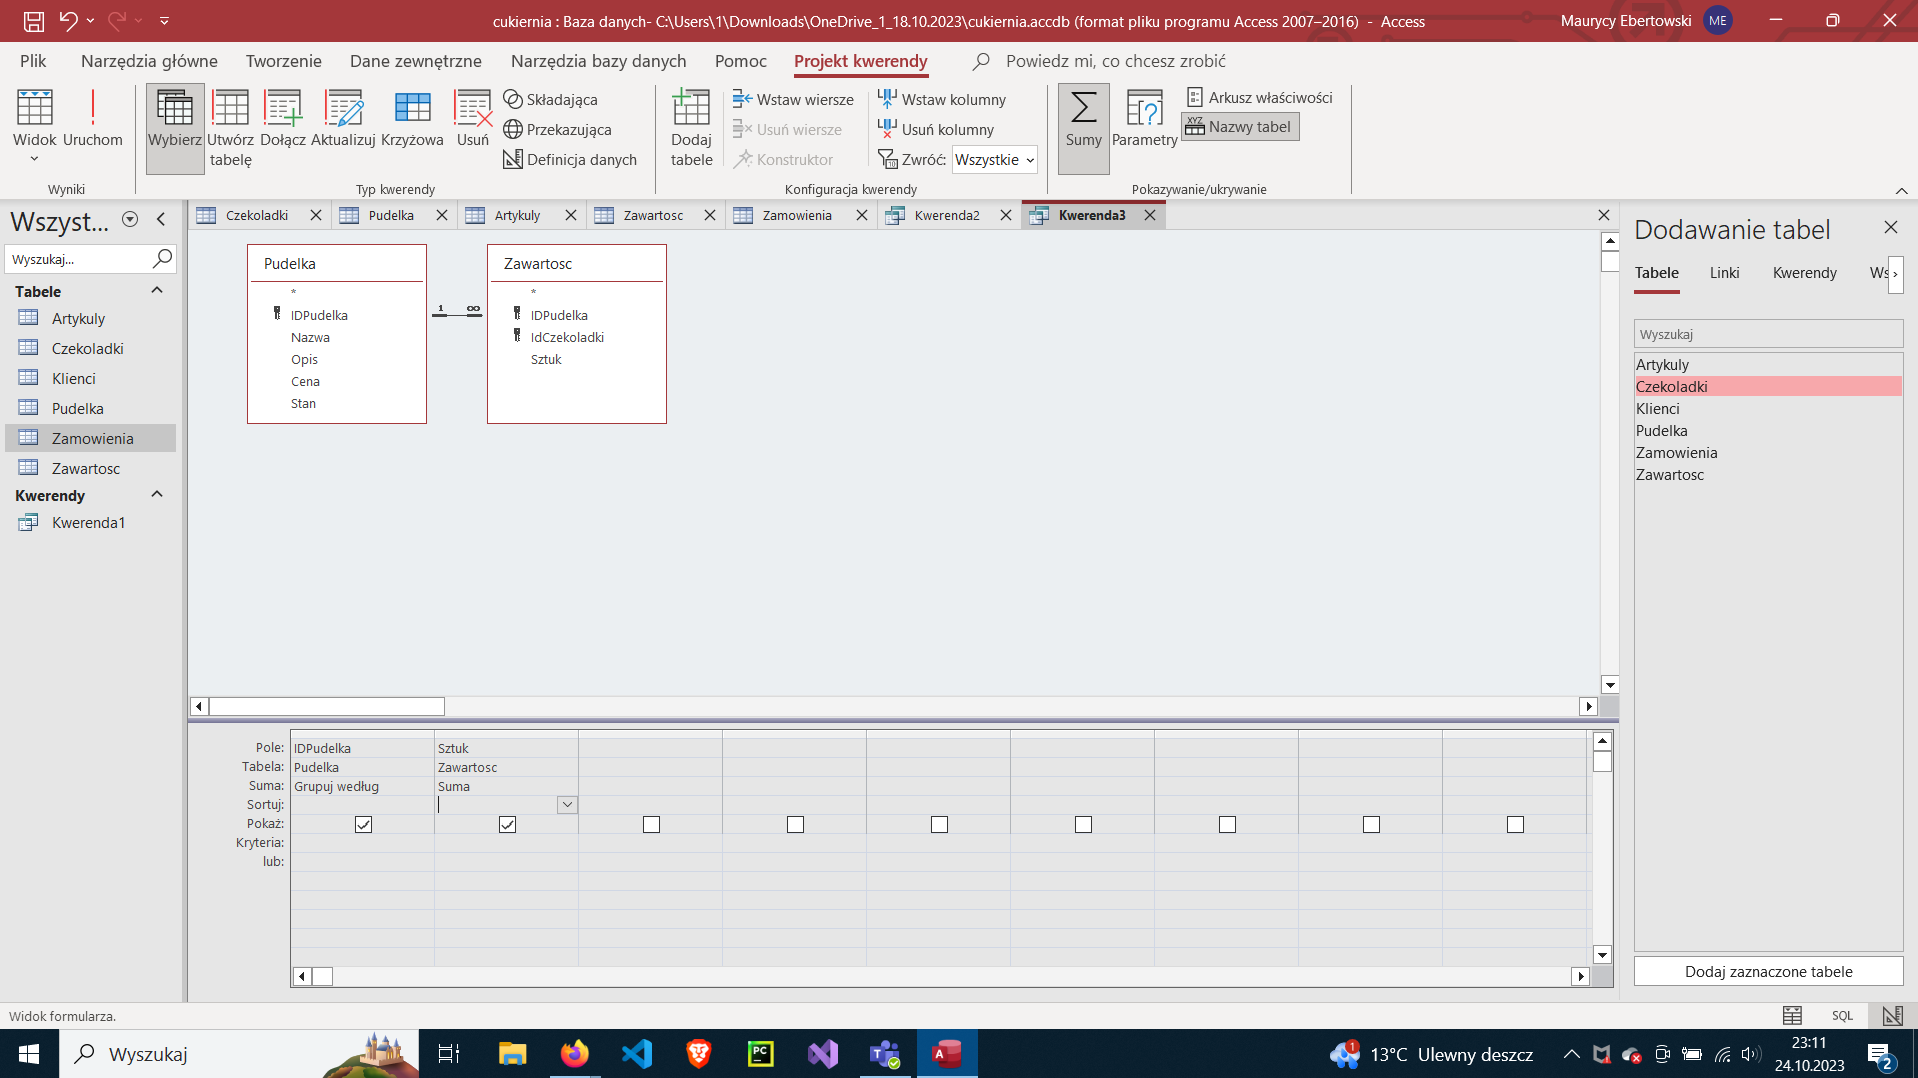 cukiernia : Baza danych- C:\Users\1\Downloads\OneDrive_1_18.10.2023\cukiernia.accdb (format pliku programu Access 2007–2016) - Access
Maurycy Ebertowski ME
Plik Narzędzia główne Tworzenie Dane zewnętrzne Narzędzia bazy danych Pomoc Projekt kwerendy Powiedz mi, co chcesz zrobić
Widok
Uruchom
Wyniki
Wybierz
Utwórz tabelę
Dołącz
Aktualizuj
Krzyżowa
Usuń
Składająca
Przekazująca
Definicja danych
Typ kwerendy
Dodaj tabele
Wstaw wiersze
Usuń wiersze
Konstruktor
Wstaw kolumny
Usuń kolumny
Zwróć: Wszystkie
Konfiguracja kwerendy
Sumy
Parametry
Arkusz właściwości
XYZ Nazwy tabel
Pokazywanie/ukrywanie
Wszyst...
Wyszukaj...
Tabele
Artykuly
Czekoladki
Klienci
Pudelka
Zamowienia
Zawartosc
Kwerendy
Kwerenda1
Czekoladki Pudelka Artykuly Zawartosc Zamowienia Kwerenda2 Kwerenda3
Pudelka
*
IDPudelka
Nazwa
Opis
Cena
Stan
1 ∞
Zawartosc
*
IDPudelka
IdCzekoladki
Sztuk
Pole: IDPudelka Sztuk
Tabela: Pudelka Zawartosc
Suma: Grupuj według Suma
Sortuj:
Pokaż:
Kryteria:
lub:
Dodawanie tabel
Tabele Linki Kwerendy Ws
Wyszukaj
Artykuly
Czekoladki
Klienci
Pudelka
Zamowienia
Zawartosc
Dodaj zaznaczone tabele
Widok formularza.
SQL
Wyszukaj
PC
A
1
13°C Ulewny deszcz
23:11
24.10.2023
2